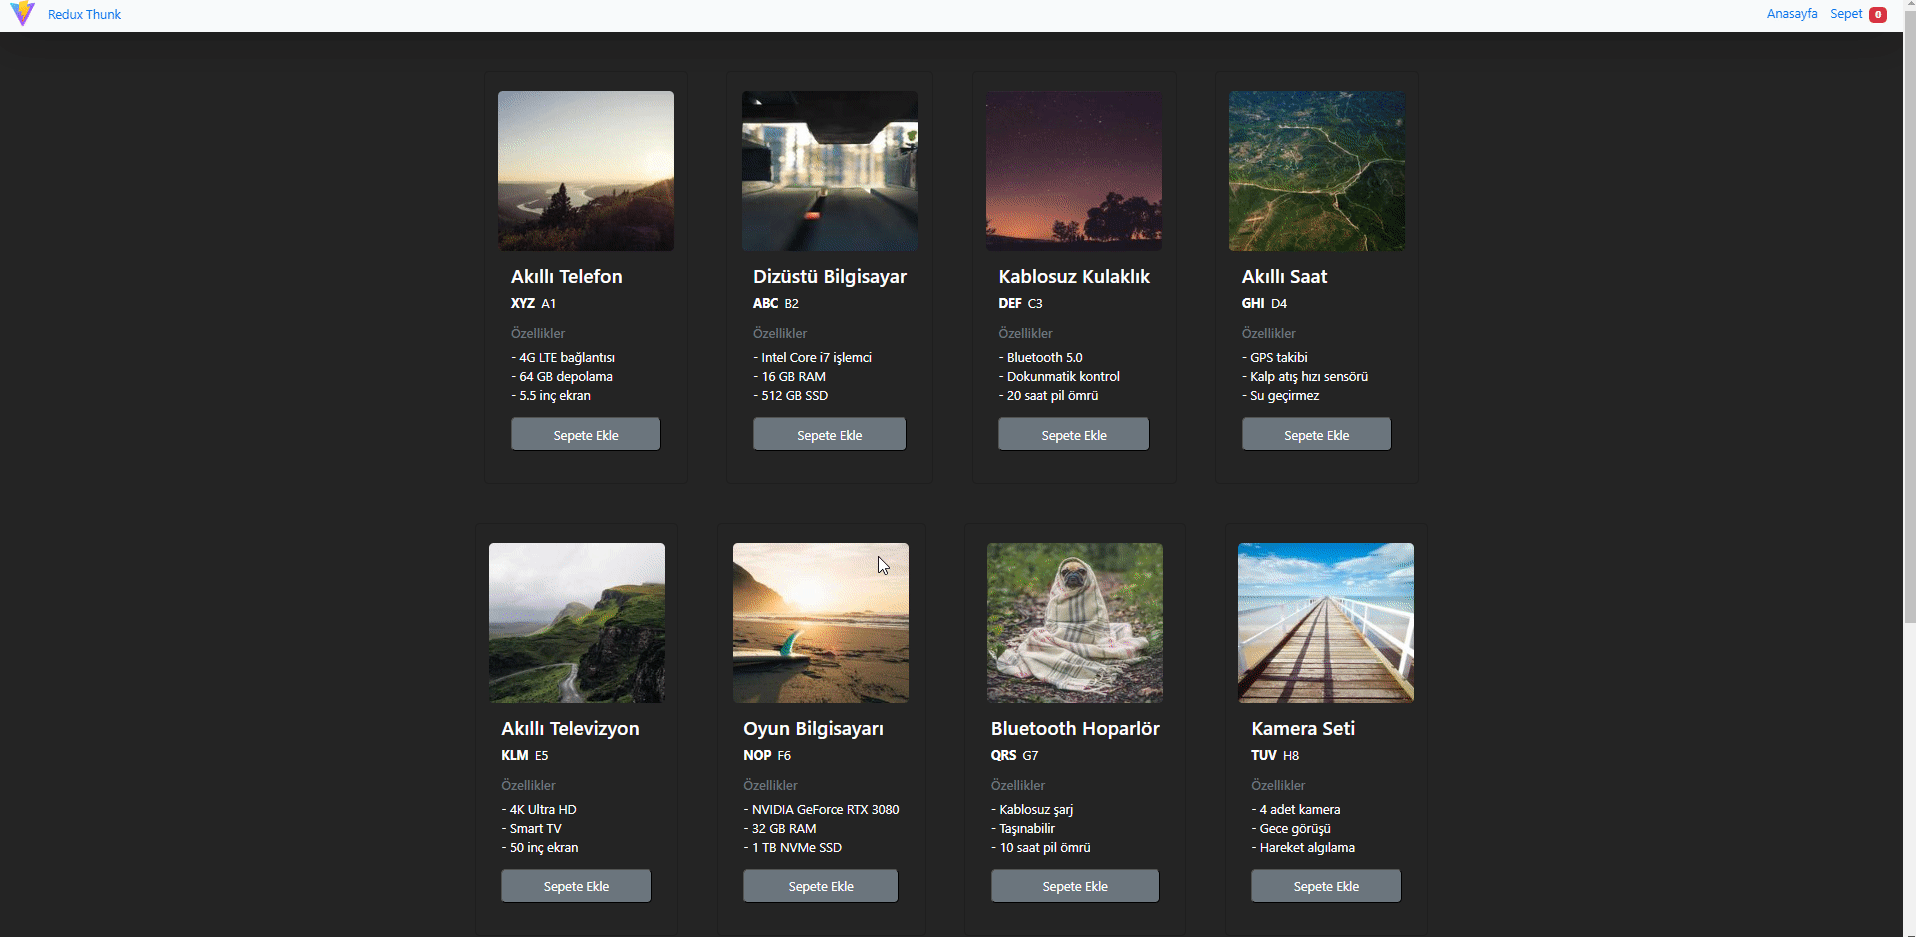 Redux Thunk
Anasayfa Sepet 0
Akıllı Telefon
XYZ A1
Özellikler
- 4G LTE bağlantısı
- 64 GB depolama
- 5.5 inç ekran
Sepete Ekle
Dizüstü Bilgisayar
ABC B2
Özellikler
- Intel Core i7 işlemci
- 16 GB RAM
- 512 GB SSD
Sepete Ekle
Kablosuz Kulaklık
DEF C3
Özellikler
- Bluetooth 5.0
- Dokunmatik kontrol
- 20 saat pil ömrü
Sepete Ekle
Akıllı Saat
GHI D4
Özellikler
- GPS takibi
- Kalp atış hızı sensörü
- Su geçirmez
Sepete Ekle
Akıllı Televizyon
KLM E5
Özellikler
- 4K Ultra HD
- Smart TV
- 50 inç ekran
Sepete Ekle
Oyun Bilgisayarı
NOP F6
Özellikler
- NVIDIA GeForce RTX 3080
- 32 GB RAM
- 1 TB NVMe SSD
Sepete Ekle
Bluetooth Hoparlör
QRS G7
Özellikler
- Kablosuz şarj
- Taşınabilir
- 10 saat pil ömrü
Sepete Ekle
Kamera Seti
TUV H8
Özellikler
- 4 adet kamera
- Gece görüşü
- Hareket algılama
Sepete Ekle